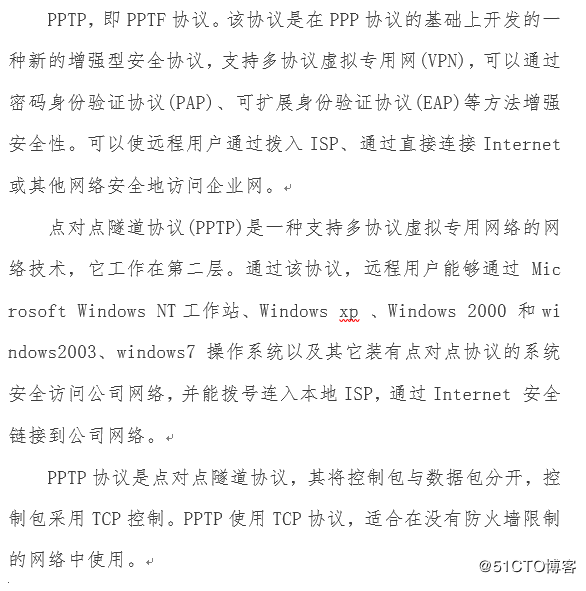 PPTP，即 PPTF 协议。该协议是在 PPP 协议的基础上开发的一
种新的增强型安全协议，支持多协议虚拟专用网(VPN)，可以通过
密码身份验证协议(PAP)、可扩展身份验证协议(EAP)等方法增强
安全性。可以使远程用户通过拨入 ISP、通过直接连接 Internet
或其他网络安全地访问企业网。
点对点隧道协议(PPTP)是一种支持多协议虚拟专用网络的网
络技术，它工作在第二层。通过该协议，远程用户能够通过 Mic
rosoft Windows NT 工作站、Windows xp 、Windows 2000 和 wi
ndows2003、windows7 操作系统以及其它装有点对点协议的系统
安全访问公司网络，并能拨号连入本地 ISP，通过 Internet 安全
链接到公司网络。
PPTP 协议是点对点隧道协议，其将控制包与数据包分开，控
制包采用 TCP 控制。PPTP 使用 TCP 协议，适合在没有防火墙限制
的网络中使用。
@51CTO博客